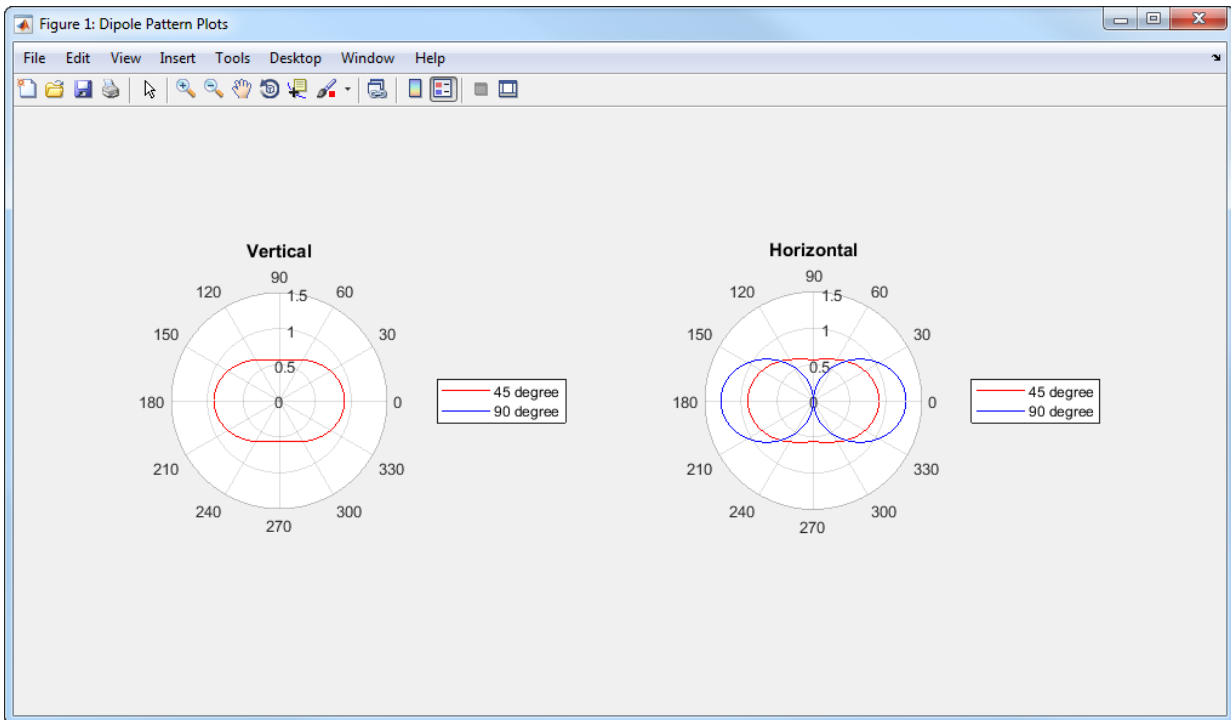 Figure 1: Dipole Pattern Plots
File Edit View Insert Tools Desktop Window Help
Vertical
90
120 1.5 60
150 1 30
0.5
180 0 0
210 330
240 300
270
45 degree
90 degree
Horizontal
90
120 1.5 60
150 1 30
0.5
180 0 0
210 330
240 300
270
45 degree
90 degree